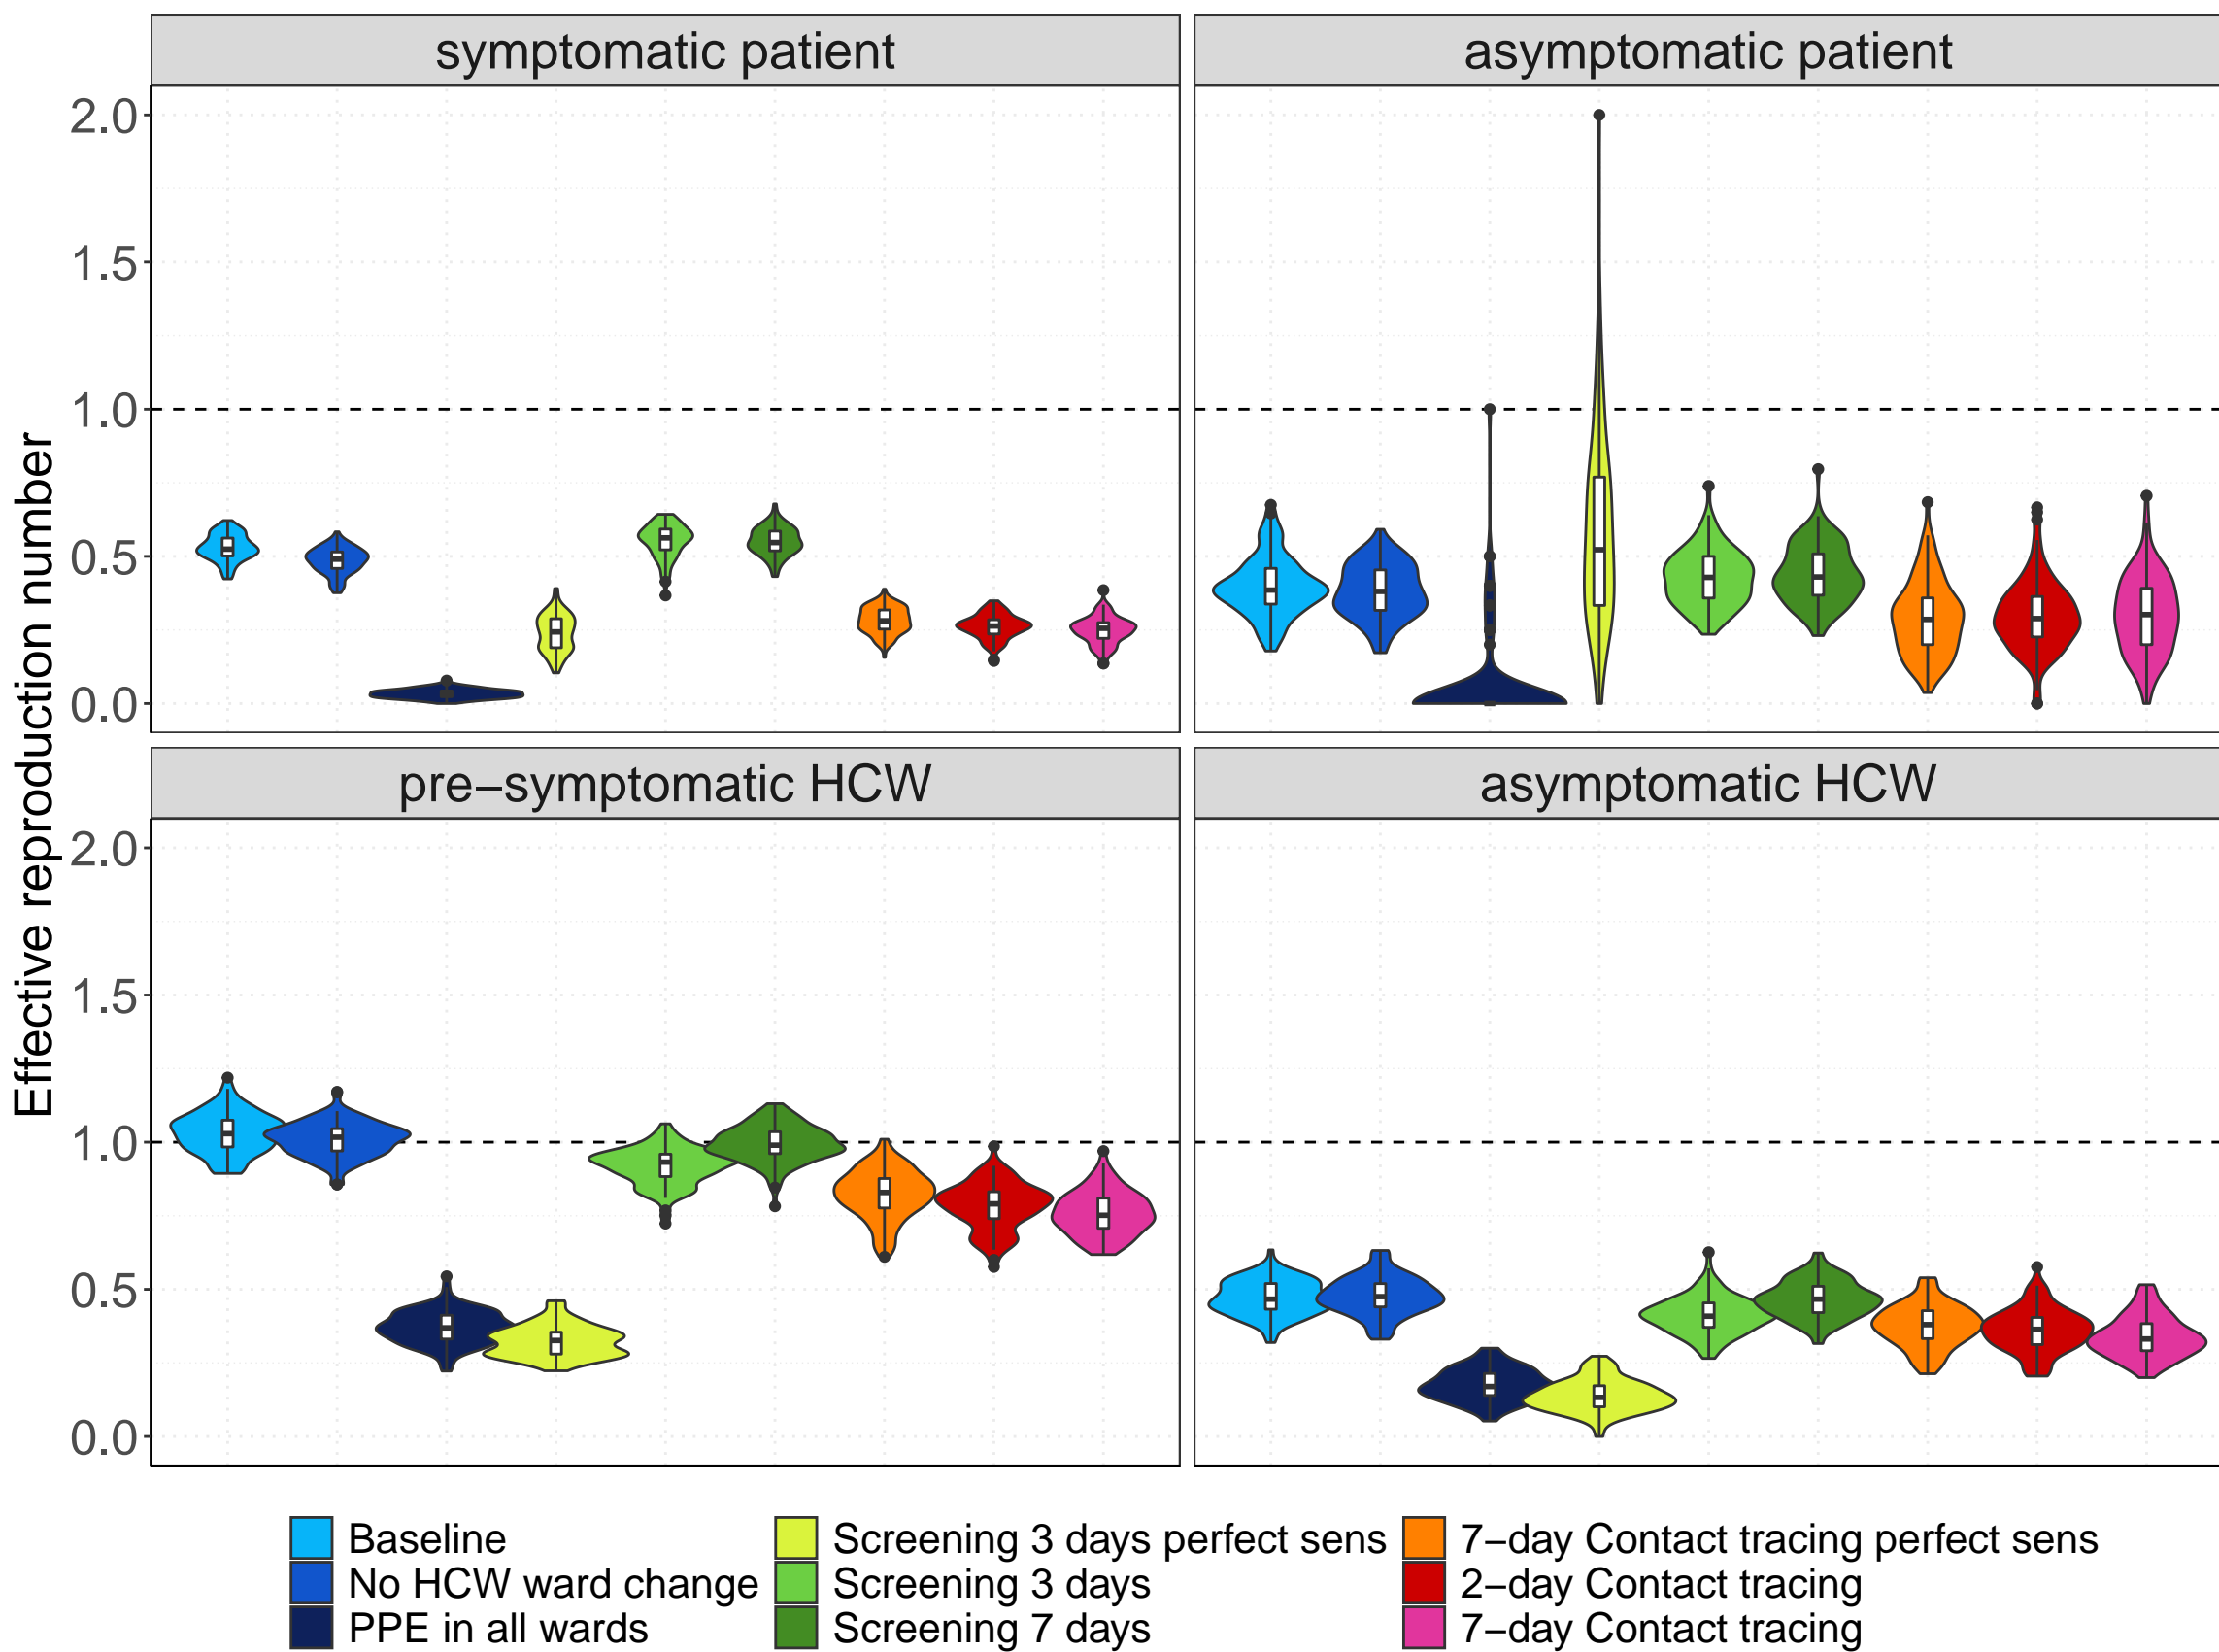 symptomatic patient
asymptomatic patient
2.0
1.5
1.0
0.5
0.0
Effective reproduction number
pre−symptomatic HCW
asymptomatic HCW
2.0
1.5
1.0
0.5
0.0
Baseline
No HCW ward change
PPE in all wards
Screening 3 days perfect sens
Screening 3 days
Screening 7 days
7−day Contact tracing perfect sens
2−day Contact tracing
7−day Contact tracing